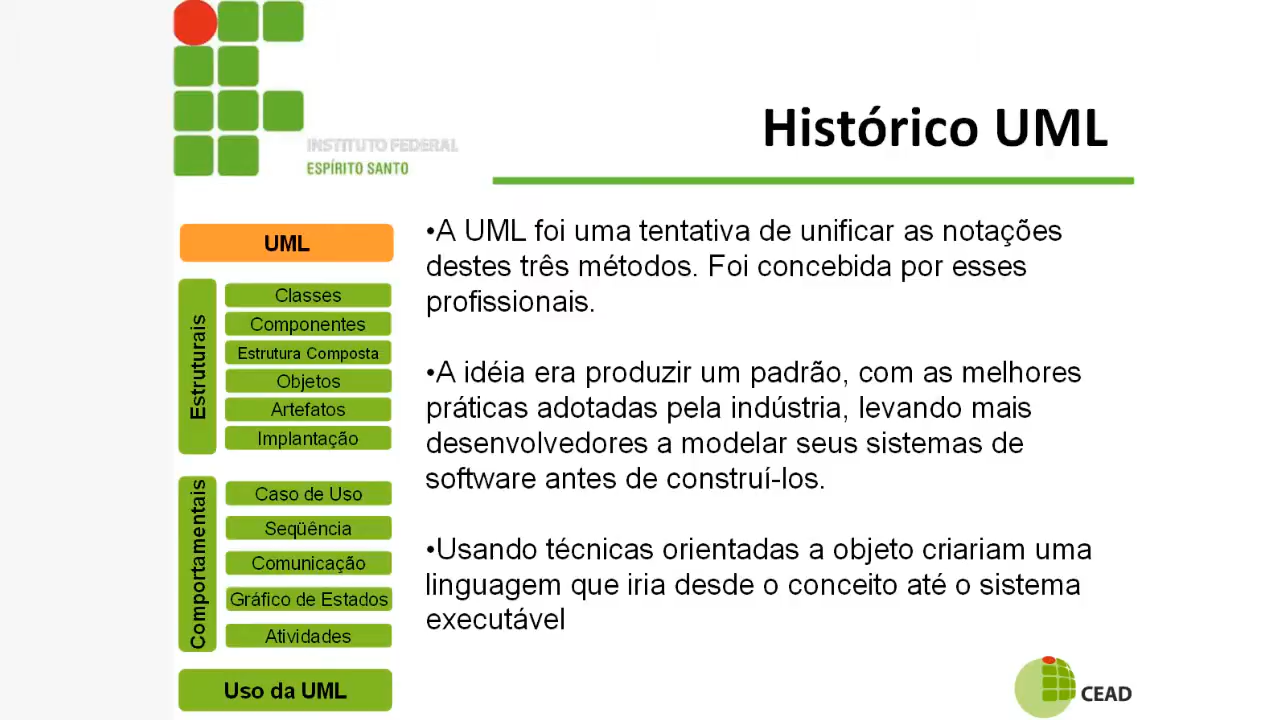 INSTITUTO FEDERAL
ESPÍRITO SANTO
Histórico UML
UML
Estruturais
Classes
Componentes
Estrutura Composta
Objetos
Artefatos
Implantação
Comportamentais
Caso de Uso
Seqüência
Comunicação
Gráfico de Estados
Atividades
Uso da UML
•A UML foi uma tentativa de unificar as notações
destes três métodos. Foi concebida por esses
profissionais.
•A idéia era produzir um padrão, com as melhores
práticas adotadas pela indústria, levando mais
desenvolvedores a modelar seus sistemas de
software antes de construí-los.
•Usando técnicas orientadas a objeto criariam uma
linguagem que iria desde o conceito até o sistema
executável
CEAD